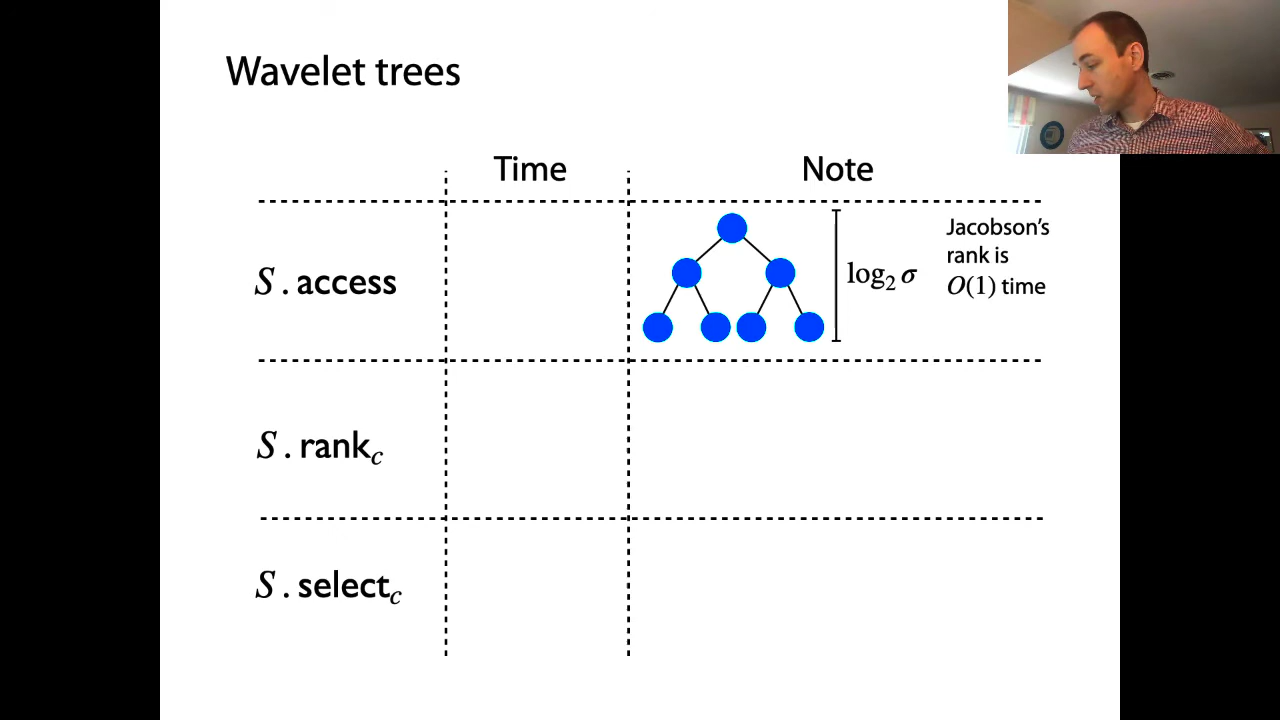 Wavelet trees
Time
Note
S . access
log₂ σ
Jacobson's
rank is
O(1) time
S . rank_c
S . select_c